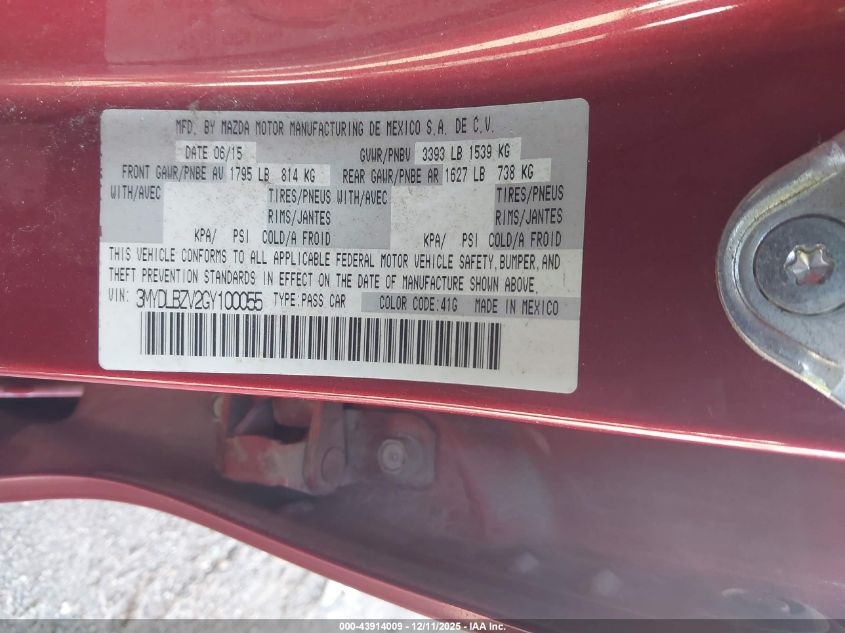 MFD. BY MAZDA MOTOR MANUFACTURING DE MEXICO S.A. DE C.V.
DATE 06/15 GVWR/PNBV 3393 LB 1539 KG
FRONT GAWR/PNBE AV 1795 LB 814 KG REAR GAWR/PNBE AR 1627 LB 738 KG
WITH/AVEC TIRES/PNEUS WITH/AVEC TIRES/PNEUS
RIMS/JANTES RIMS/JANTES
KPA/ PSI COLD/A FROID KPA/ PSI COLD/A FROID
THIS VEHICLE CONFORMS TO ALL APPLICABLE FEDERAL MOTOR VEHICLE SAFETY, BUMPER, AND
THEFT PREVENTION STANDARDS IN EFFECT ON THE DATE OF MANUFACTURE SHOWN ABOVE.
VIN: 3MYDLBZV2GY100055 TYPE:PASS CAR COLOR CODE:41G MADE IN MEXICO
000-43914009 - 12/11/2025 - IAA Inc.